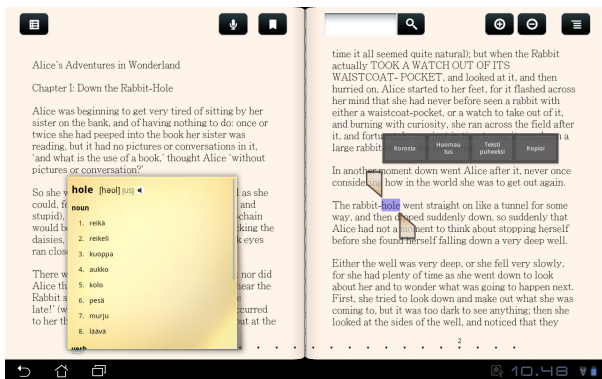 Alice's Adventures in Wonderland
Chapter I: Down the Rabbit-Hole
Alice was beginning to get very tired of sitting by her
sister on the bank, and of having nothing to do: once or
twice she had peeped into the book her sister was
reading, but it had no pictures or conversations in it,
'and what is the use of a book,' thought Alice 'without
pictures or conversation?'
So she w d as she
could, fo and
stupid), -chain
would b cking the
daisies, k eyes
ran close
There w nor did
Alice th hear the
Rabbit s e
late!' (w ccurred
to her th ut at the
hole [həʊl] [US]
noun
1. reikä
2. reikeli
3. kuoppa
4. aukko
5. kolo
6. pesä
7. murju
8. läävä
verb
time it all seemed quite natural); but when the Rabbit
actually TOOK A WATCH OUT OF ITS
WAISTCOAT- POCKET, and looked at it, and then
hurried on, Alice started to her feet, for it flashed across
her mind that she had never before seen a rabbit with
either a waistcoat-pocket, or a watch to take out of it,
and burning with curiosity, she ran across the field after
it, and n a
large rabbit-
Korosta
Huomau
tus
Teksti
puheeksi
Kopioi
In another moment down went Alice after it, never once
considering how in the world she was to get out again.
The rabbit-hole went straight on like a tunnel for some
way, and then dipped suddenly down, so suddenly that
Alice had not a moment to think about stopping herself
before she found herself falling down a very deep well.
Either the well was very deep, or she fell very slowly,
for she had plenty of time as she went down to look
about her and to wonder what was going to happen next.
First, she tried to look down and make out what she was
coming to, but it was too dark to see anything; then she
looked at the sides of the well, and noticed that they
2
10.48